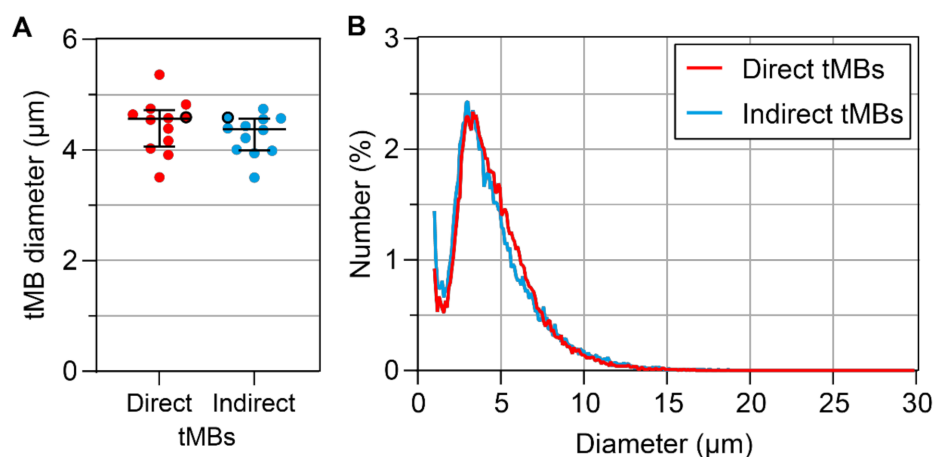 A
tMB diameter (µm)
6
4
2
0
Direct Indirect
tMBs
B
Number (%)
3
2
1
0
Direct tMBs
Indirect tMBs
0 5 10 15 20 25 30
Diameter (µm)